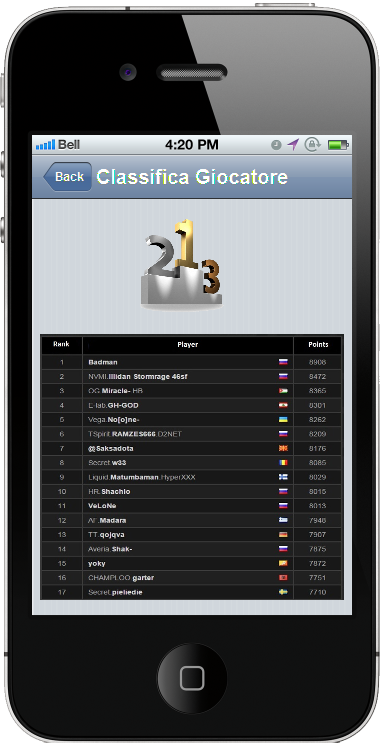 Bell 4:20 PM
Back Classifica Giocatore
2 1 3
Rank Player Points
1 Badman 8908
2 NVMI.Illidan Stormrage 46sf 8472
3 OG.Miracle- HB 8365
4 E-lab.GH-GOD 8301
5 Vega.No[o]ne- 8262
6 TSpirit.RAMZES666.D2NET 8209
7 @Saksadota 8176
8 Secret.w33 8085
9 Liquid.Matumbaman.HyperXXX 8029
10 HR.Shachlo 8015
11 VeLoNe 8013
12 AF.Madara 7948
13 TT.qojqva 7907
14 Averia.Shak- 7875
15 yoky 7872
16 CHAMPLOO.garter 7751
17 Secret.pieliedie 7710